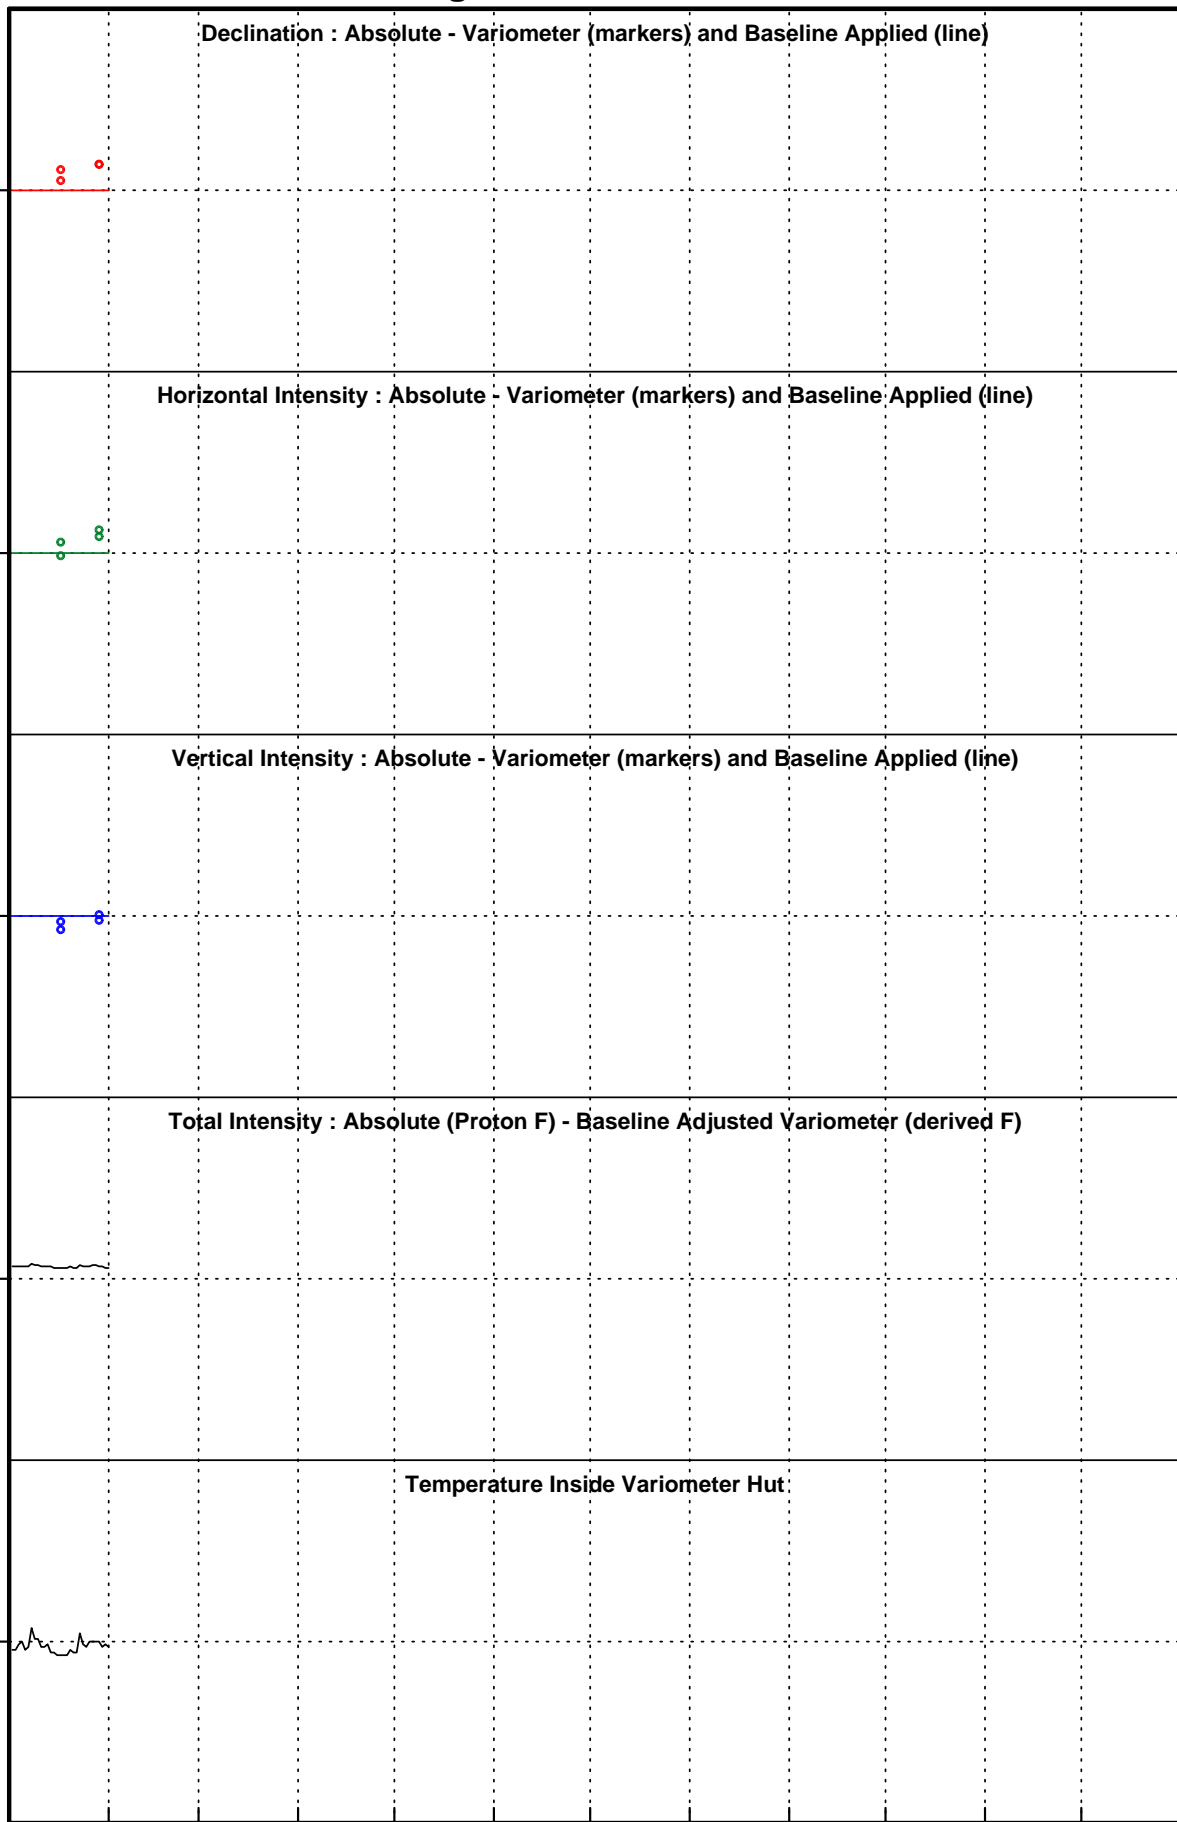 Declination : Absolute - Variometer (markers) and Baseline Applied (line)
Horizontal Intensity : Absolute - Variometer (markers) and Baseline Applied (line)
Vertical Intensity : Absolute - Variometer (markers) and Baseline Applied (line)
Total Intensity : Absolute (Proton F) - Baseline Adjusted Variometer (derived F)
Temperature Inside Variometer Hut